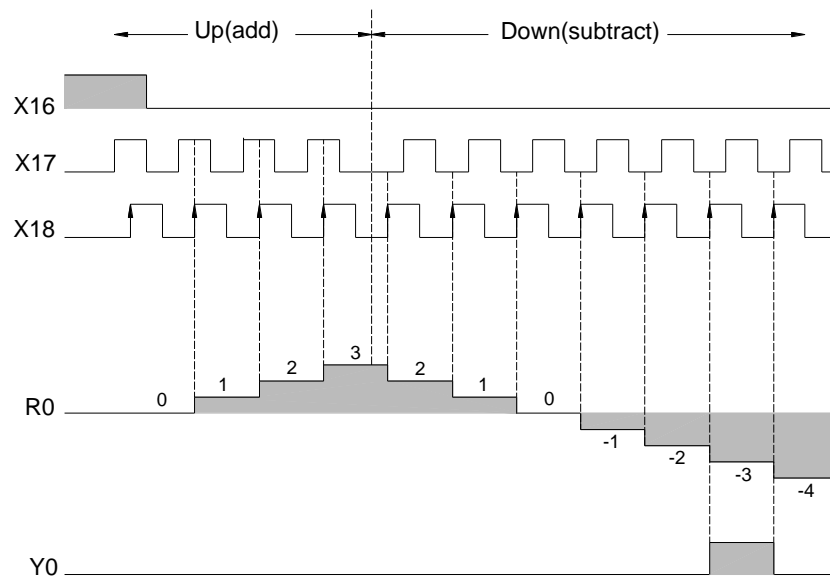 Up(add)
Down(subtract)
X16
X17
X18
3
2
2
1
1
0
0
R0
-1
-2
-3
-4
Y0